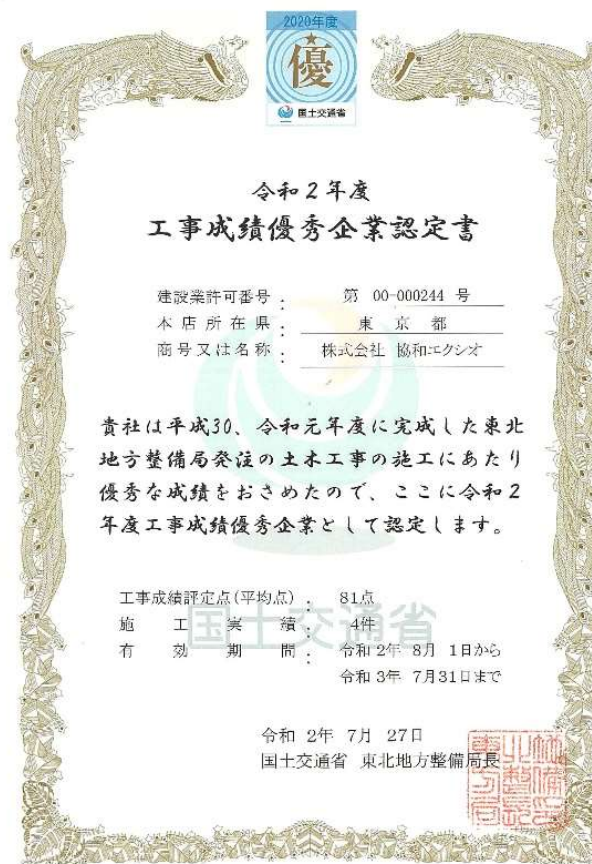 2020年度
優
国土交通省
令和2年度
工事成績優秀企業認定書
建設業許可番号: 第 00-000244 号
本店所在県: 東京都
商号又は名称: 株式会社 協和エクシオ
貴社は平成30、令和元年度に完成した東北
地方整備局発注の土木工事の施工にあたり
優秀な成績をおさめたので、ここに令和2
年度工事成績優秀企業として認定します。
国土交通省
工事成績評定点(平均点): 81点
施工実績: 4件
有効期間: 令和 2年 8月 1日から
令和 3年 7月31日まで
令和 2年 7月 27日
国土交通省 東北地方整備局長